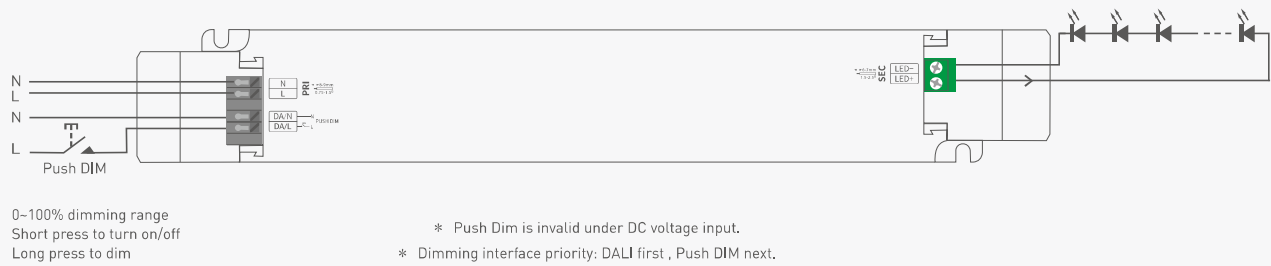 N
L
N
L
Push DIM
N
L
PRI
DA/N
DA/L
N
L
PUSH DIM
SEC
LED-
LED+
0~100% dimming range
Short press to turn on/off
Long press to dim
* Push Dim is invalid under DC voltage input.
* Dimming interface priority: DALI first , Push DIM next.